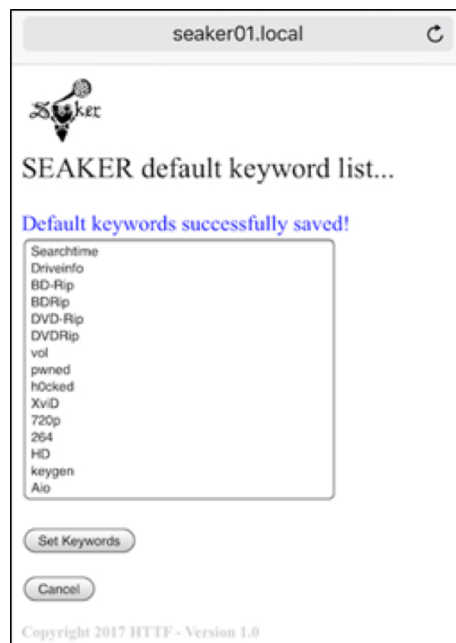 seaker01.local
Seaker
SEAKER default keyword list...
Default keywords successfully saved!
Searchtime
Driveinfo
BD-Rip
BDRip
DVD-Rip
DVDRip
vol
pwned
h0cked
XviD
720p
264
HD
keygen
Aio
Set Keywords
Cancel
Copyright 2017 HTTF - Version 1.0